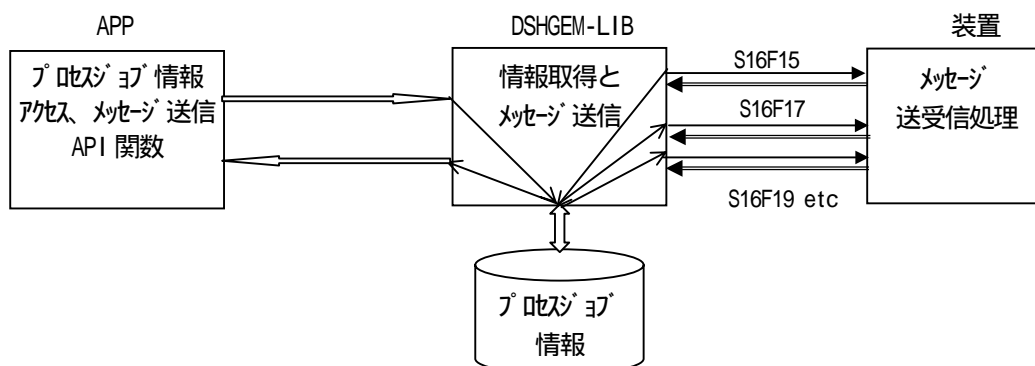 APP
DSHGEM-LIB
装置
プロセスジョブ情報
アクセス、メッセージ送信
API関数
情報取得と
メッセージ送信
S16F15
S16F17
S16F19 etc
メッセージ
送受信処理
プロセスジョブ
情報